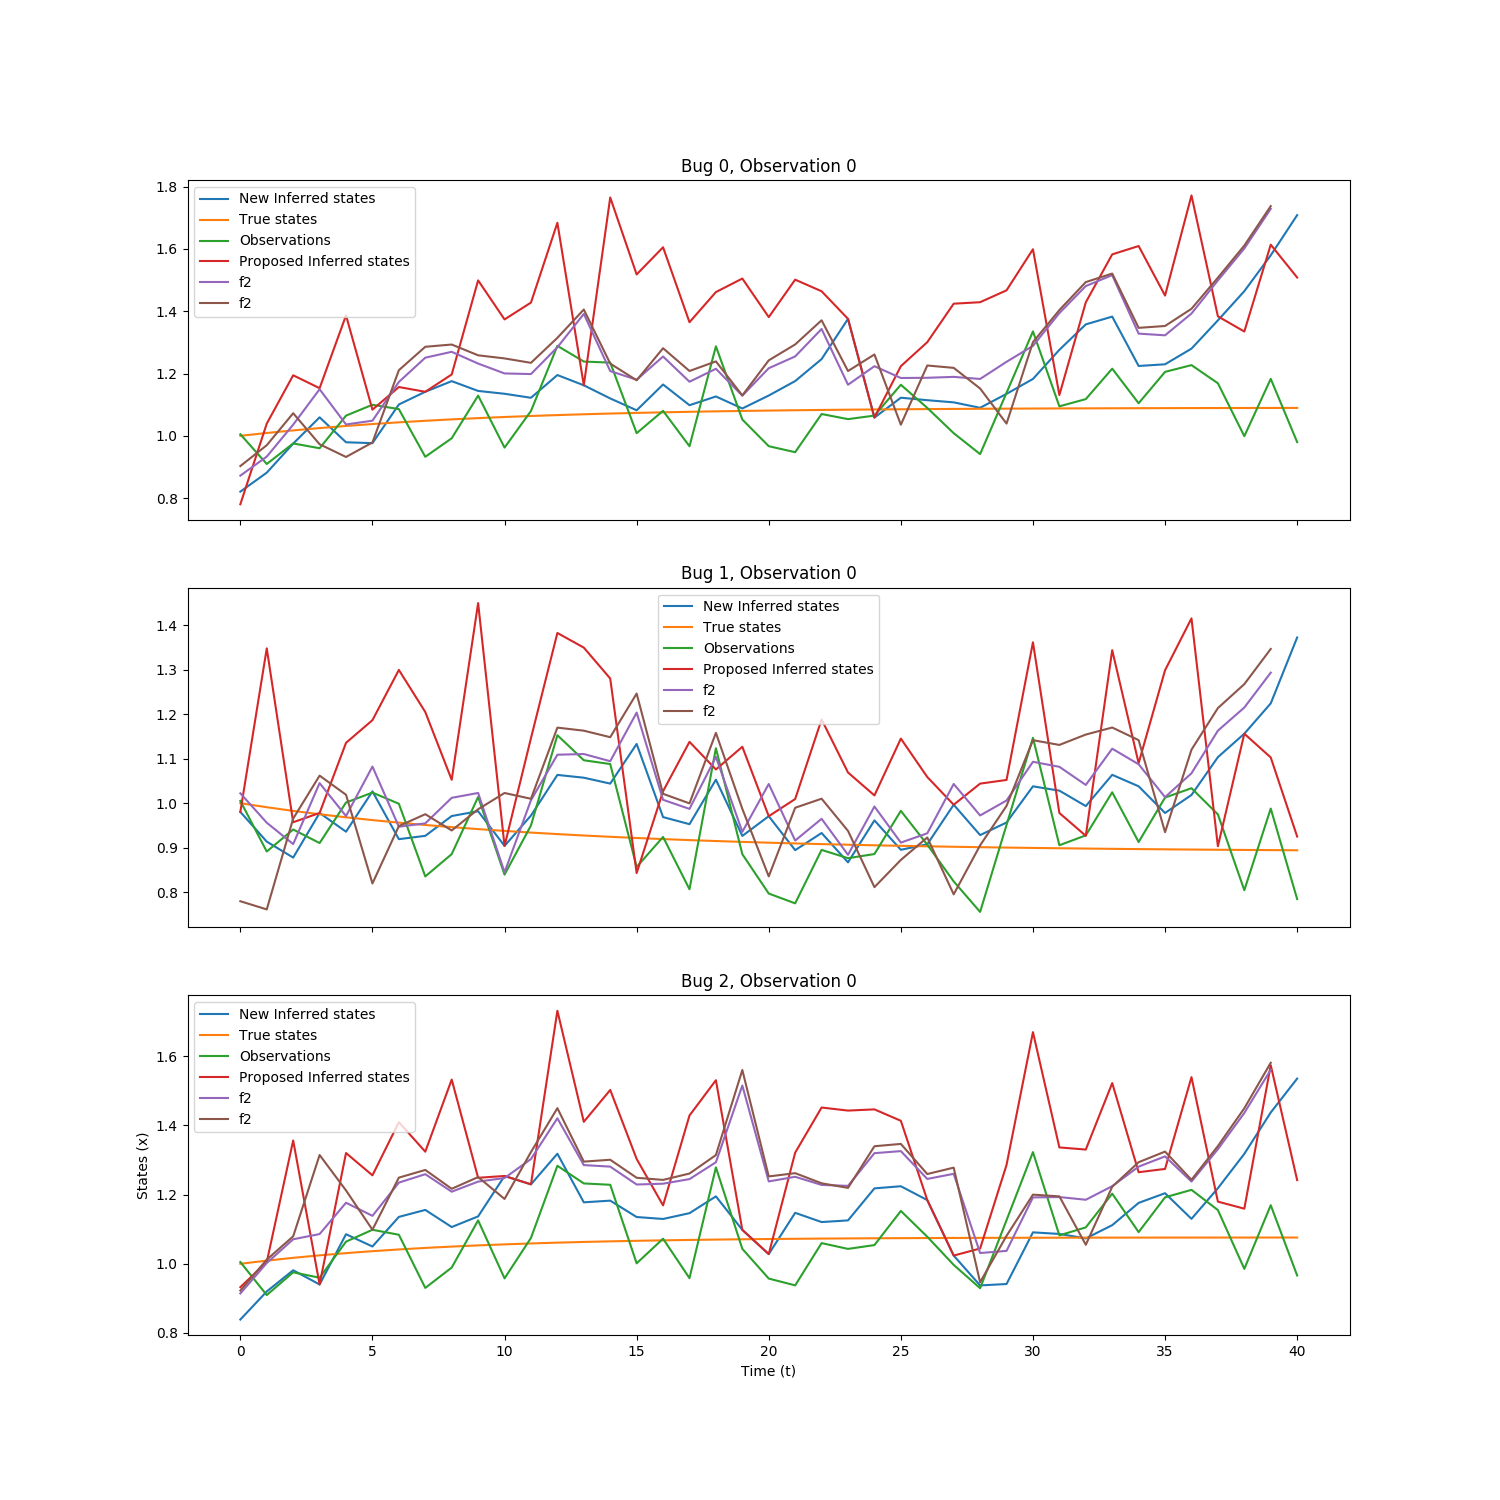 Bug 0, Observation 0
New Inferred states
True states
Observations
Proposed Inferred states
f2
f2
1.8
1.6
1.4
1.2
1.0
0.8
Bug 1, Observation 0
New Inferred states
True states
Observations
Proposed Inferred states
f2
f2
1.4
1.3
1.2
1.1
1.0
0.9
0.8
Bug 2, Observation 0
New Inferred states
True states
Observations
Proposed Inferred states
f2
f2
1.6
1.4
1.2
1.0
0.8
States (x)
0 5 10 15 20 25 30 35 40
Time (t)